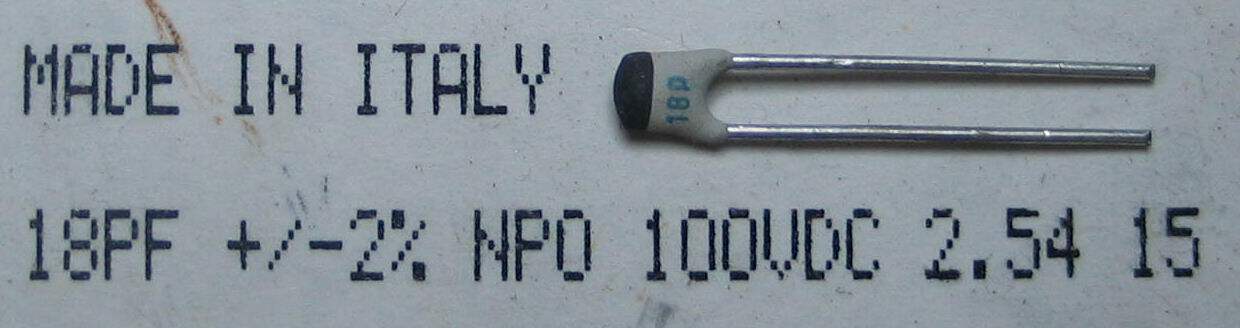 MADE IN ITALY
18p
18PF +/-2% NPO 100VDC 2.54 15